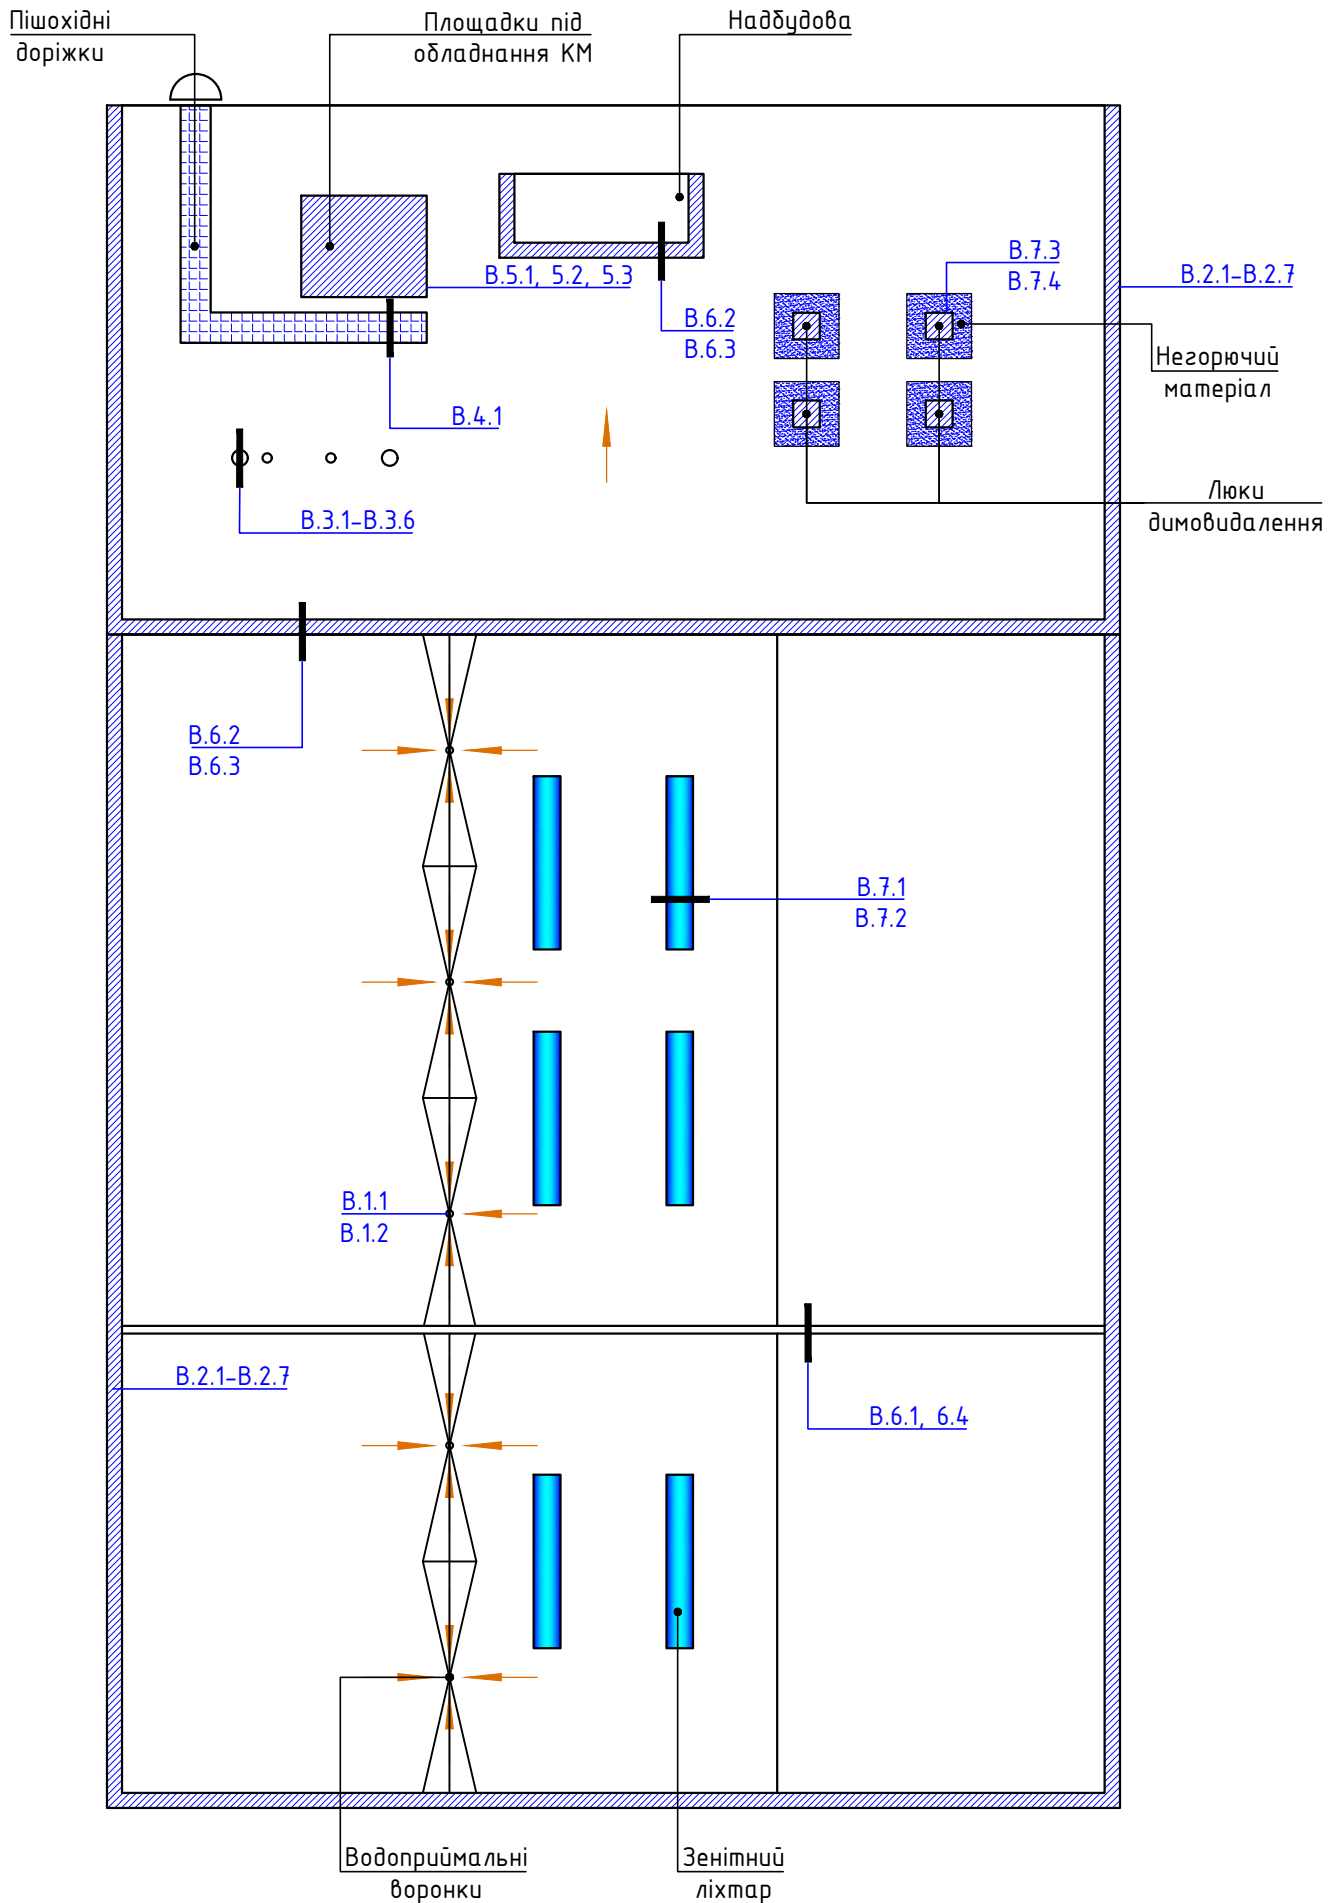 Пішохідні
доріжки
Площадки під
обладнання КМ
Надбудова
В.5.1, 5.2, 5.3
В.6.2
В.6.3
В.7.3
В.7.4
В.2.1-В.2.7
Негорючий
матеріал
В.4.1
Люки
димовидалення
В.3.1-В.3.6
В.6.2
В.6.3
В.7.1
В.7.2
В.1.1
В.1.2
В.2.1-В.2.7
В.6.1, 6.4
Водоприймальні
воронки
Зенітний
ліхтар